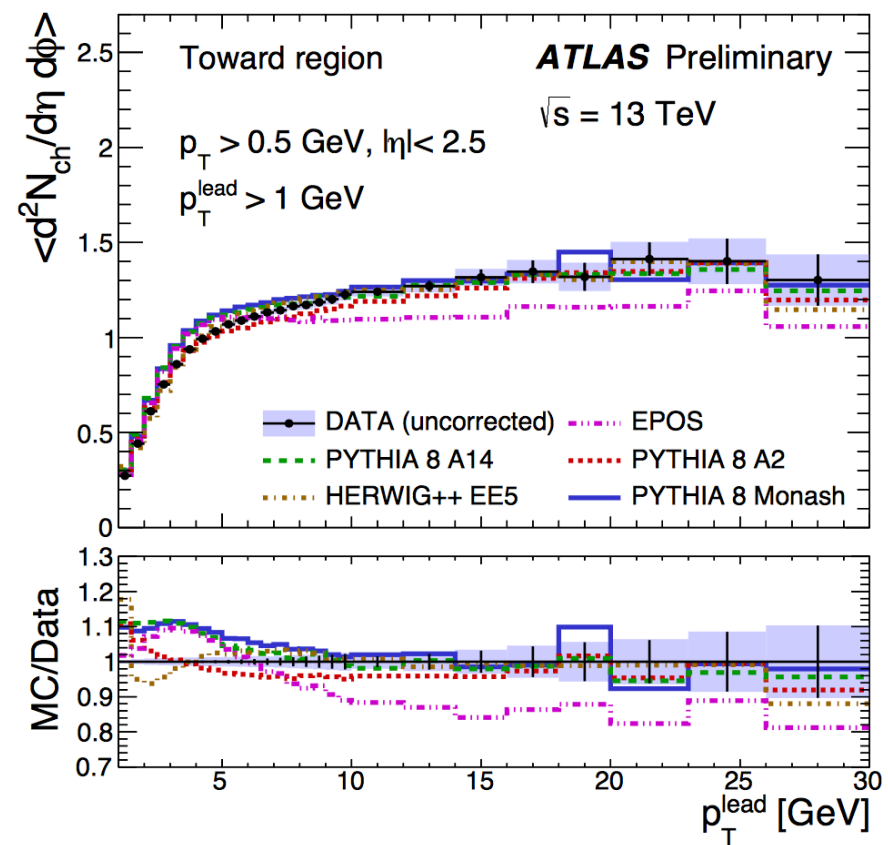 <d²N_ch/dη dφ>
2.5
2
1.5
1
0.5
0
Toward region
ATLAS Preliminary
√s = 13 TeV
p_T > 0.5 GeV, |η| < 2.5
p_T^lead > 1 GeV
DATA (uncorrected)
EPOS
PYTHIA 8 A14
PYTHIA 8 A2
HERWIG++ EE5
PYTHIA 8 Monash
MC/Data
1.3
1.2
1.1
1
0.9
0.8
0.7
5 10 15 20 25 30
p_T^lead [GeV]